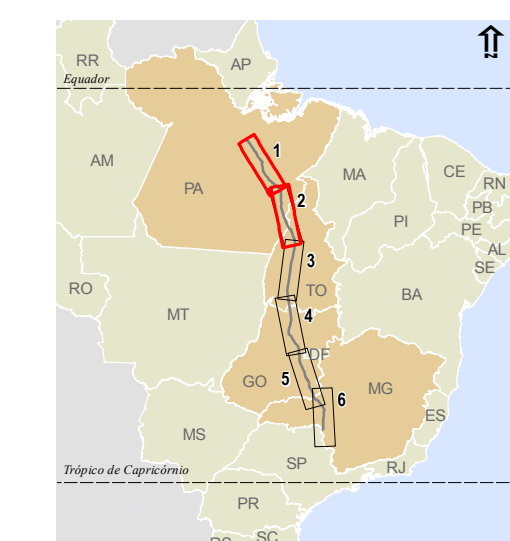 RR
AP
N
Equador
1
AM
PA
2
MA
CE
RN
PB
PI
PE
AL
SE
3
RO
TO
BA
MT
4
DF
GO
5
MG
6
ES
MS
SP
RJ
Trópico de Capricórnio
PR
RS
SC